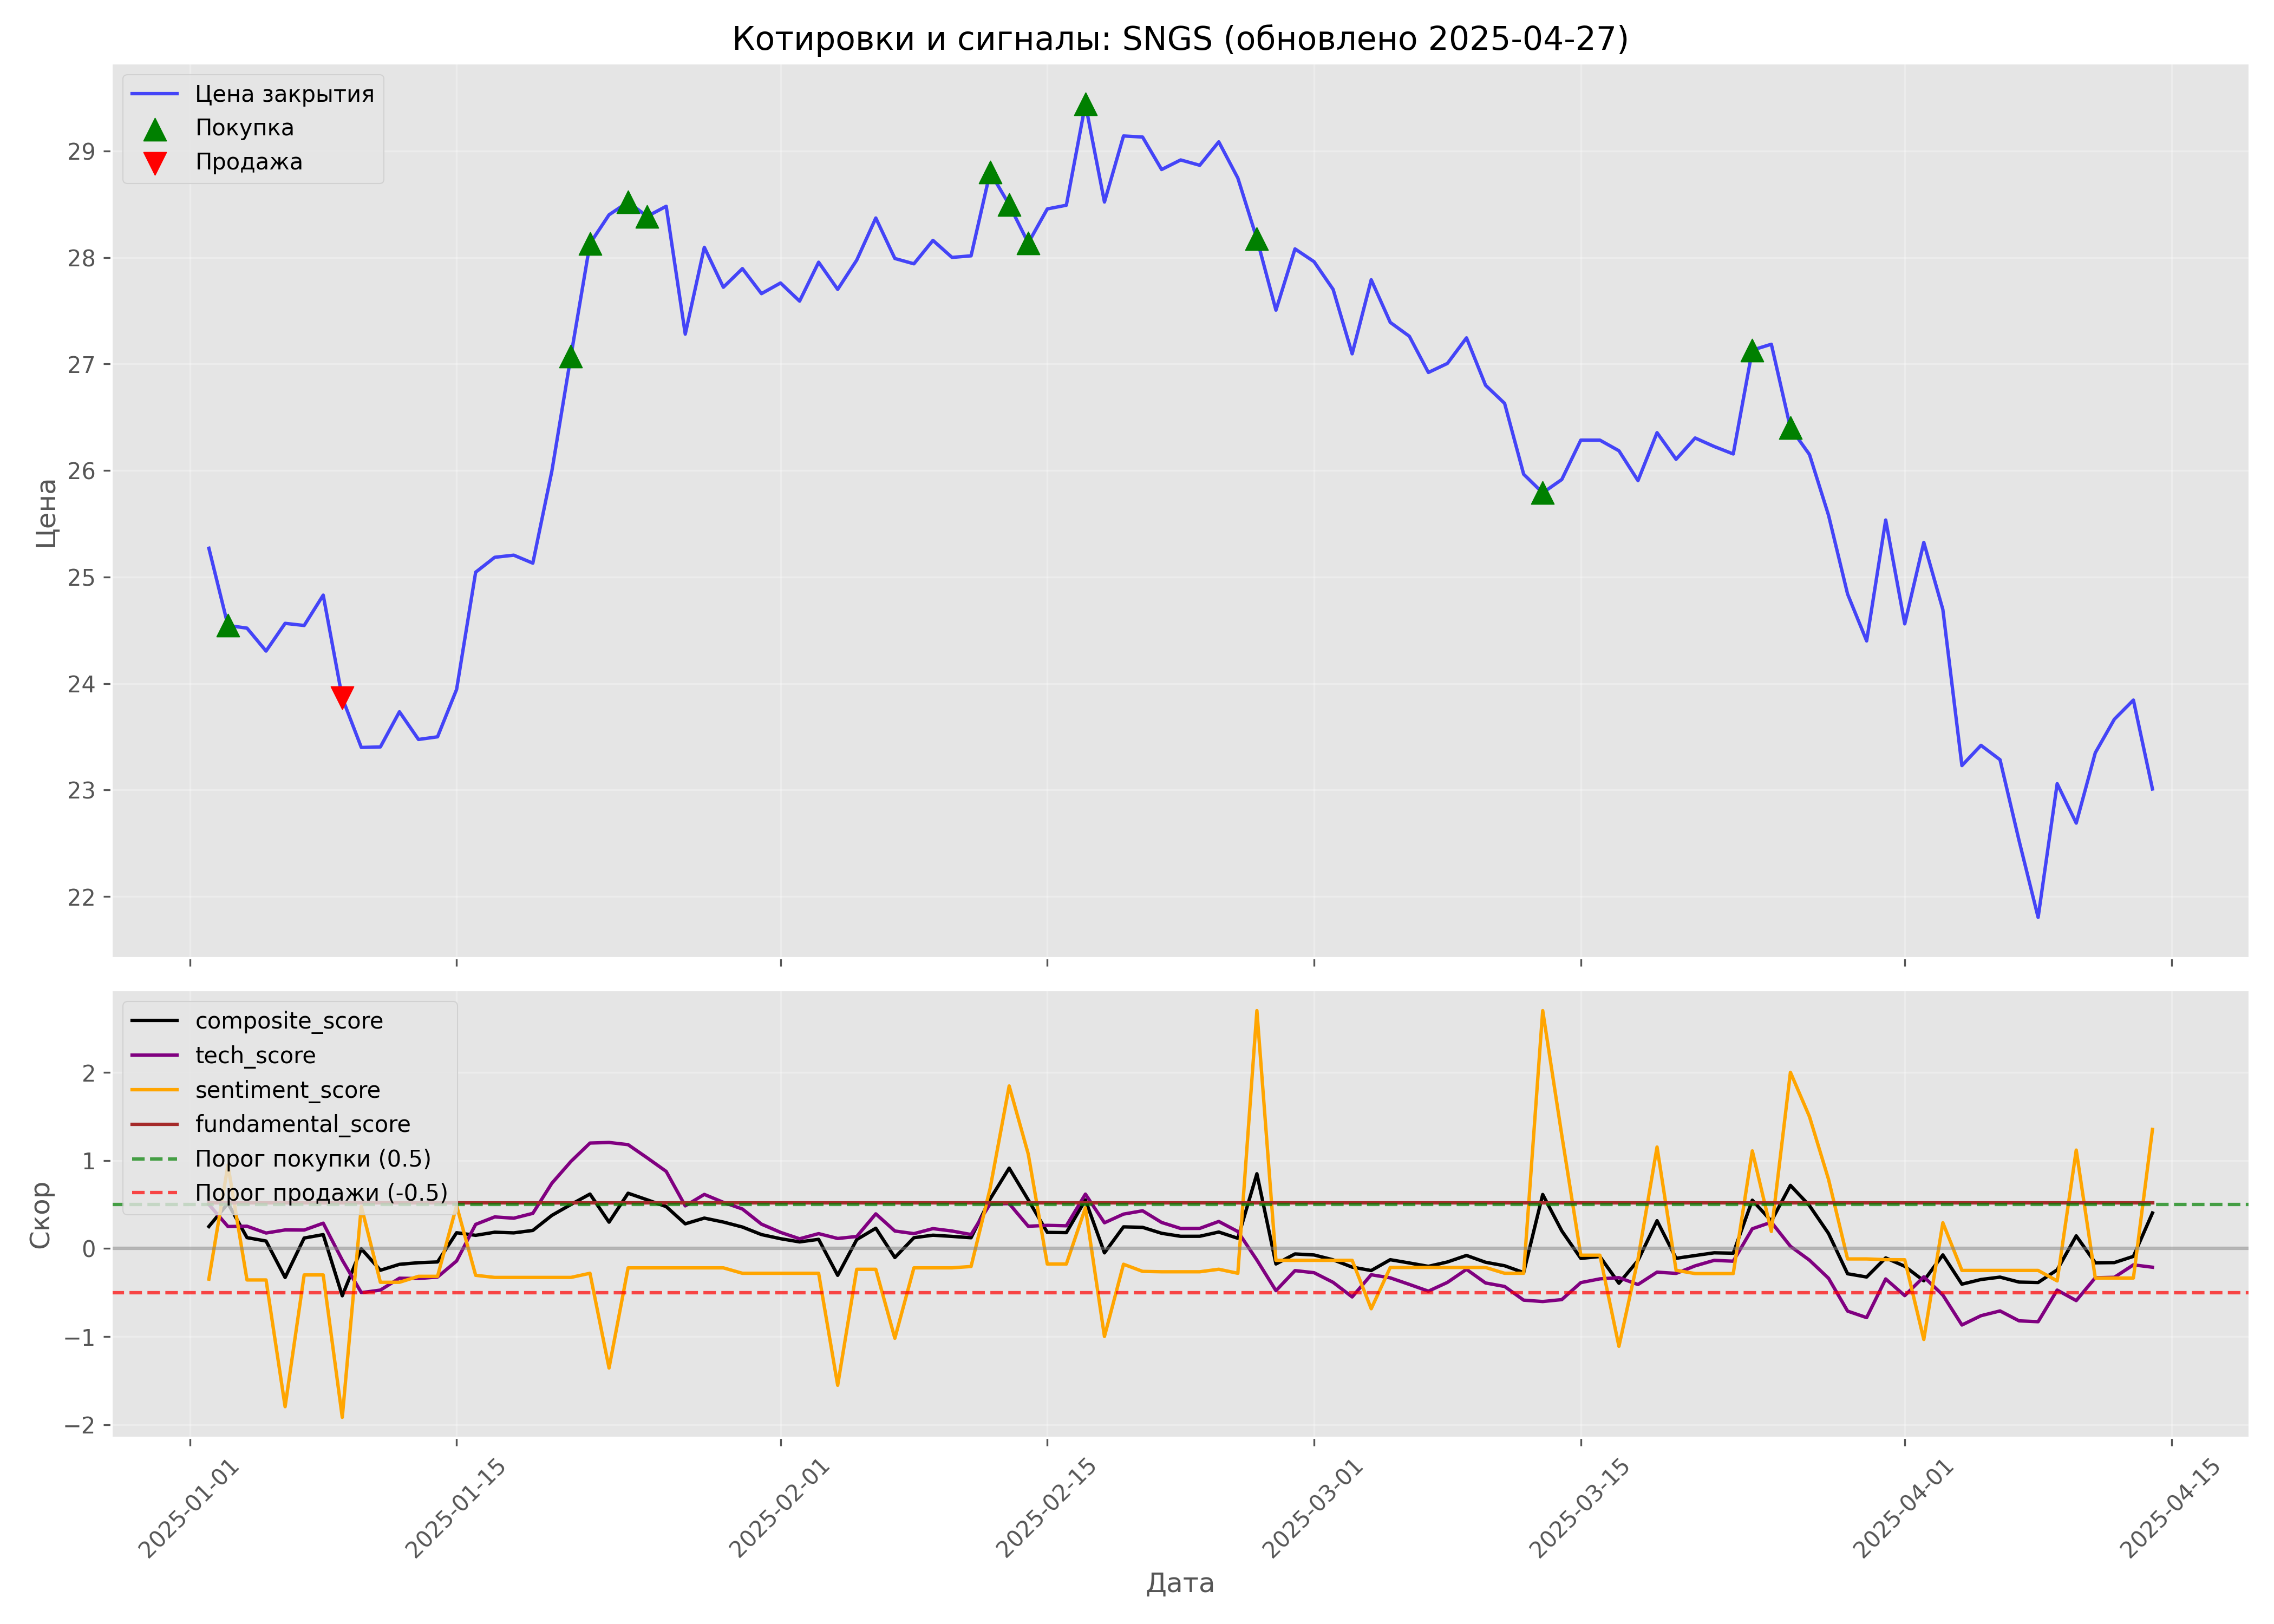 Котировки и сигналы: SNGS (обновлено 2025-04-27)
Цена закрытия
Покупка
Продажа
29
28
27
26
25
24
23
22
Цена
composite_score
tech_score
sentiment_score
fundamental_score
Порог покупки (0.5)
Порог продажи (-0.5)
2
1
0
−1
−2
Скор
2025-01-01
2025-01-15
2025-02-01
2025-02-15
2025-03-01
2025-03-15
2025-04-01
2025-04-15
Дата